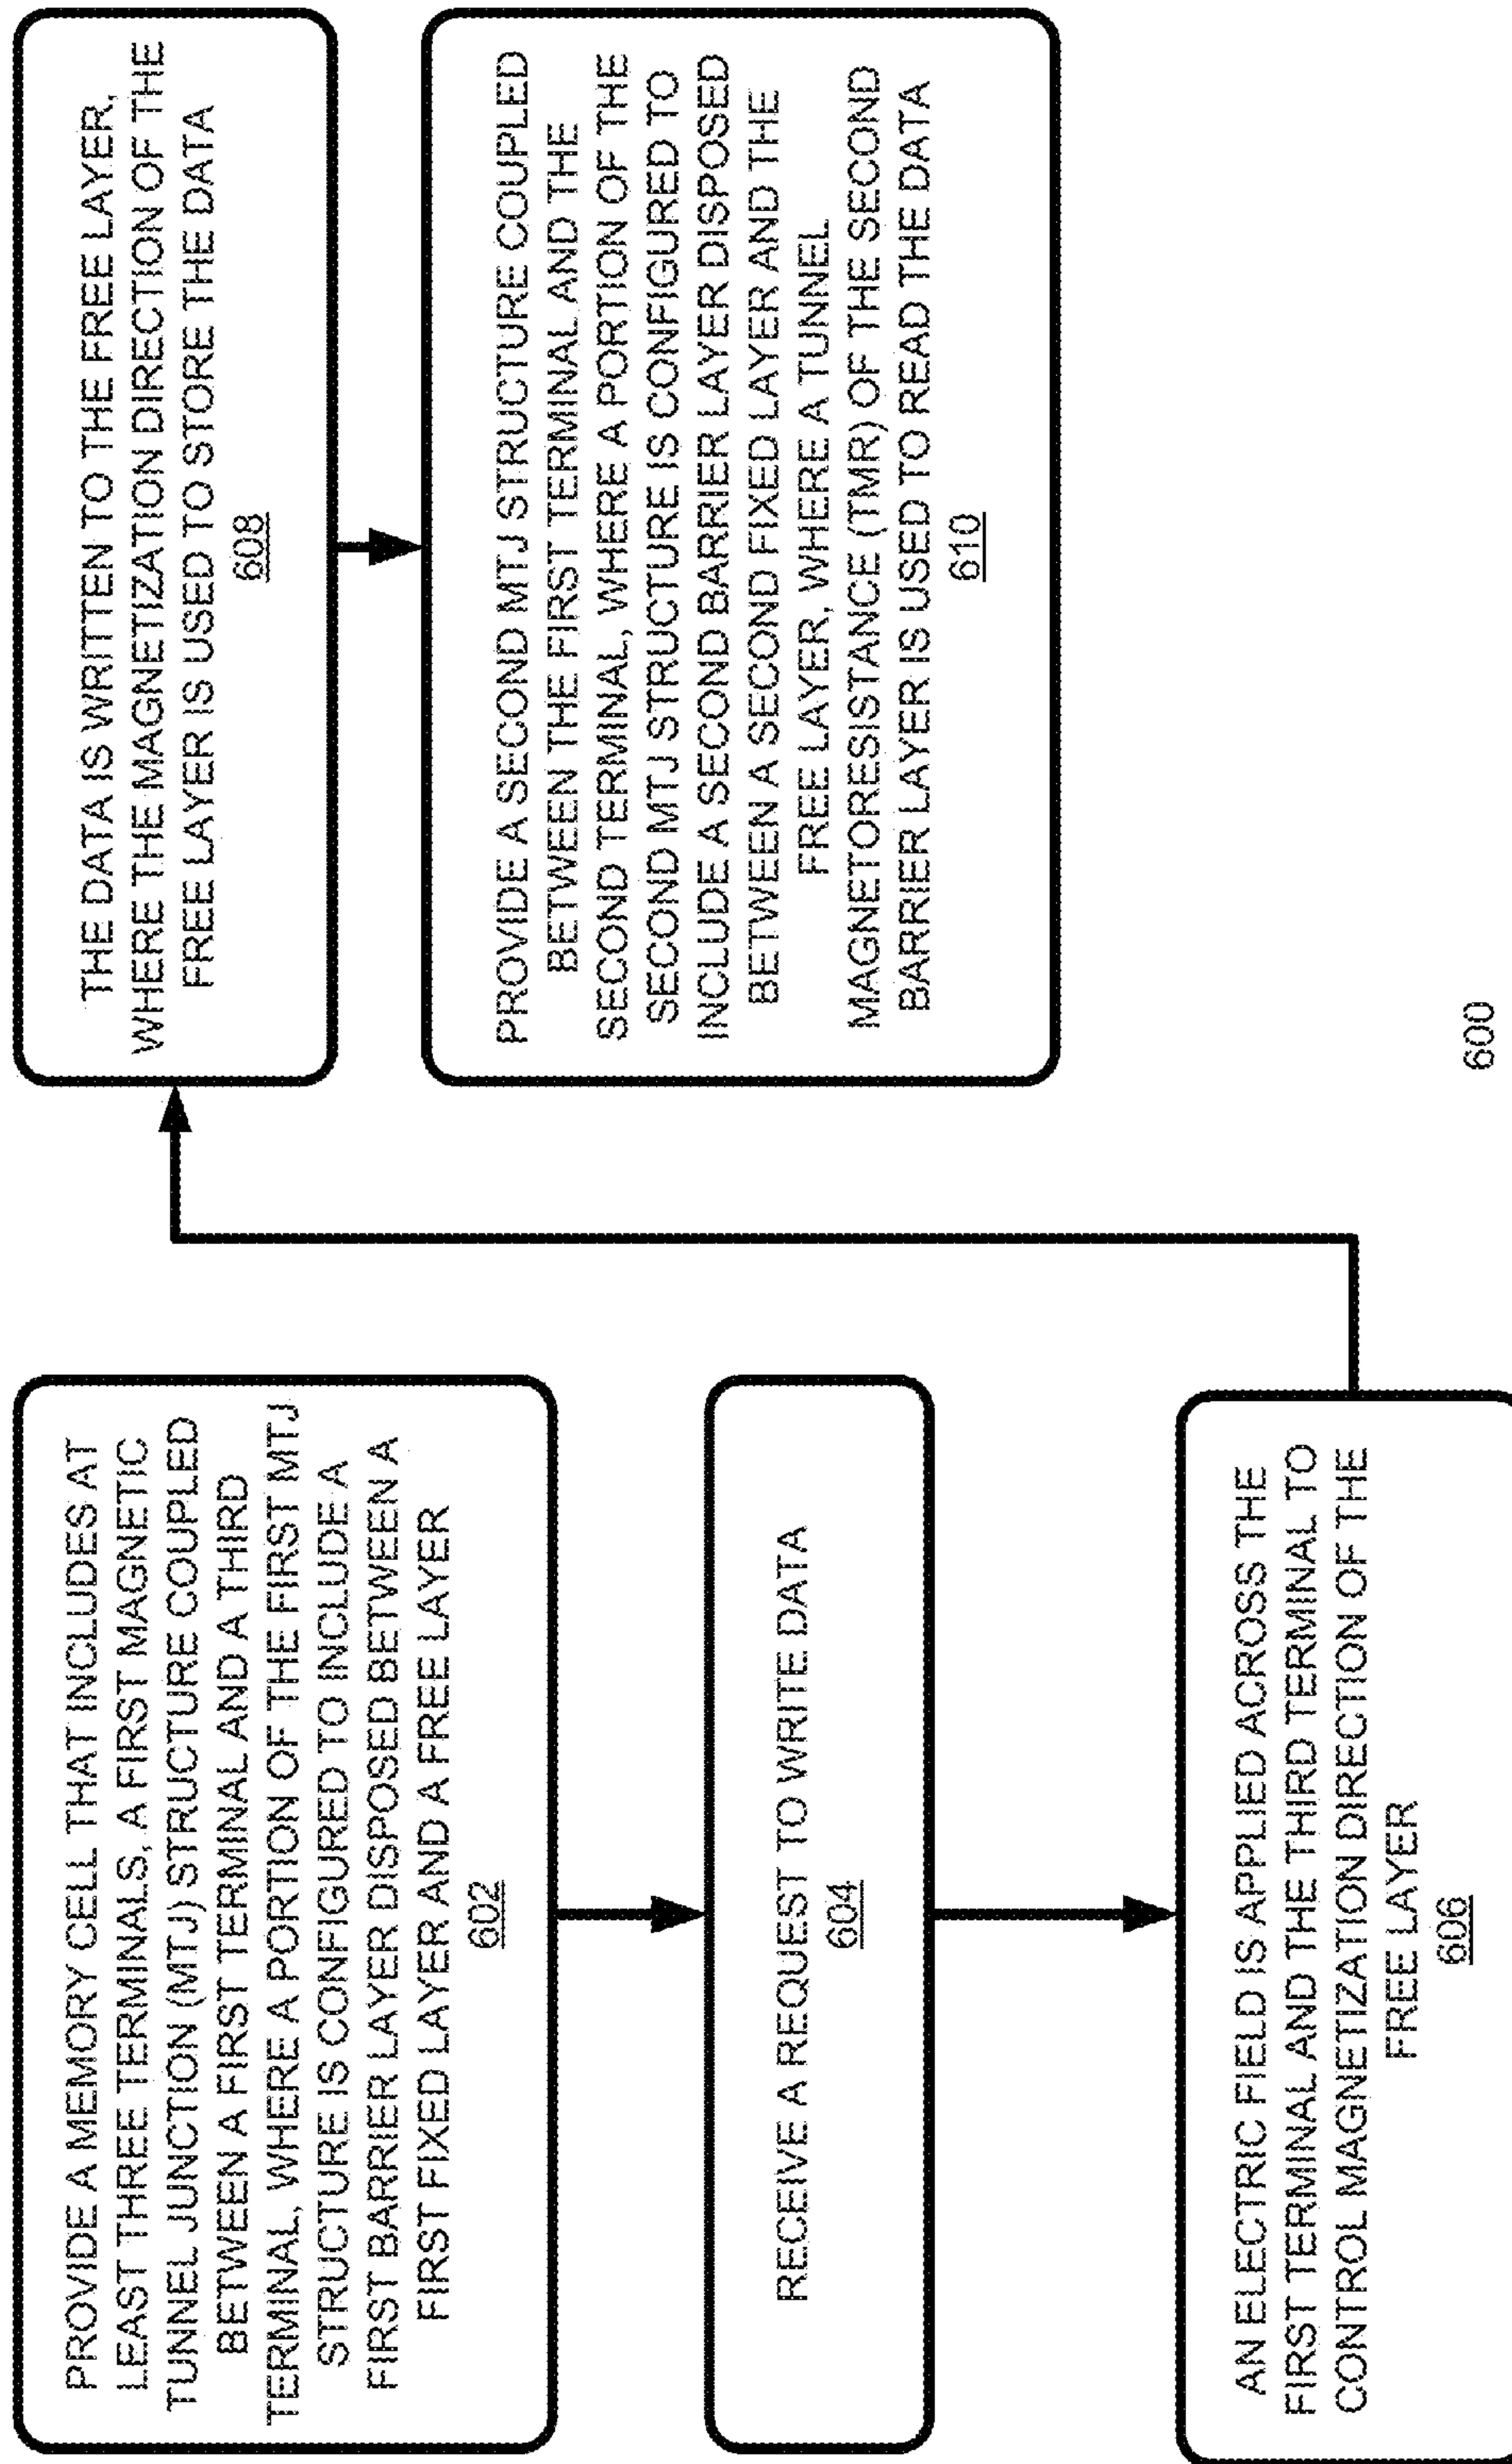 PROVIDE A MEMORY CELL THAT INCLUDES AT
LEAST THREE TERMINALS, A FIRST MAGNETIC
TUNNEL JUNCTION (MTJ) STRUCTURE COUPLED
BETWEEN A FIRST TERMINAL AND A THIRD
TERMINAL, WHERE A PORTION OF THE FIRST MTJ
STRUCTURE IS CONFIGURED TO INCLUDE A
FIRST BARRIER LAYER DISPOSED BETWEEN A
FIRST FIXED LAYER AND A FREE LAYER
602
RECEIVE A REQUEST TO WRITE DATA
604
AN ELECTRIC FIELD IS APPLIED ACROSS THE
FIRST TERMINAL AND THE THIRD TERMINAL TO
CONTROL MAGNETIZATION DIRECTION OF THE
FREE LAYER
606
THE DATA IS WRITTEN TO THE FREE LAYER,
WHERE THE MAGNETIZATION DIRECTION OF THE
FREE LAYER IS USED TO STORE THE DATA
608
PROVIDE A SECOND MTJ STRUCTURE COUPLED
BETWEEN THE FIRST TERMINAL AND THE
SECOND TERMINAL, WHERE A PORTION OF THE
SECOND MTJ STRUCTURE IS CONFIGURED TO
INCLUDE A SECOND BARRIER LAYER DISPOSED
BETWEEN A SECOND FIXED LAYER AND THE
FREE LAYER, WHERE A TUNNEL
MAGNETORESISTANCE (TMR) OF THE SECOND
BARRIER LAYER IS USED TO READ THE DATA
610
600